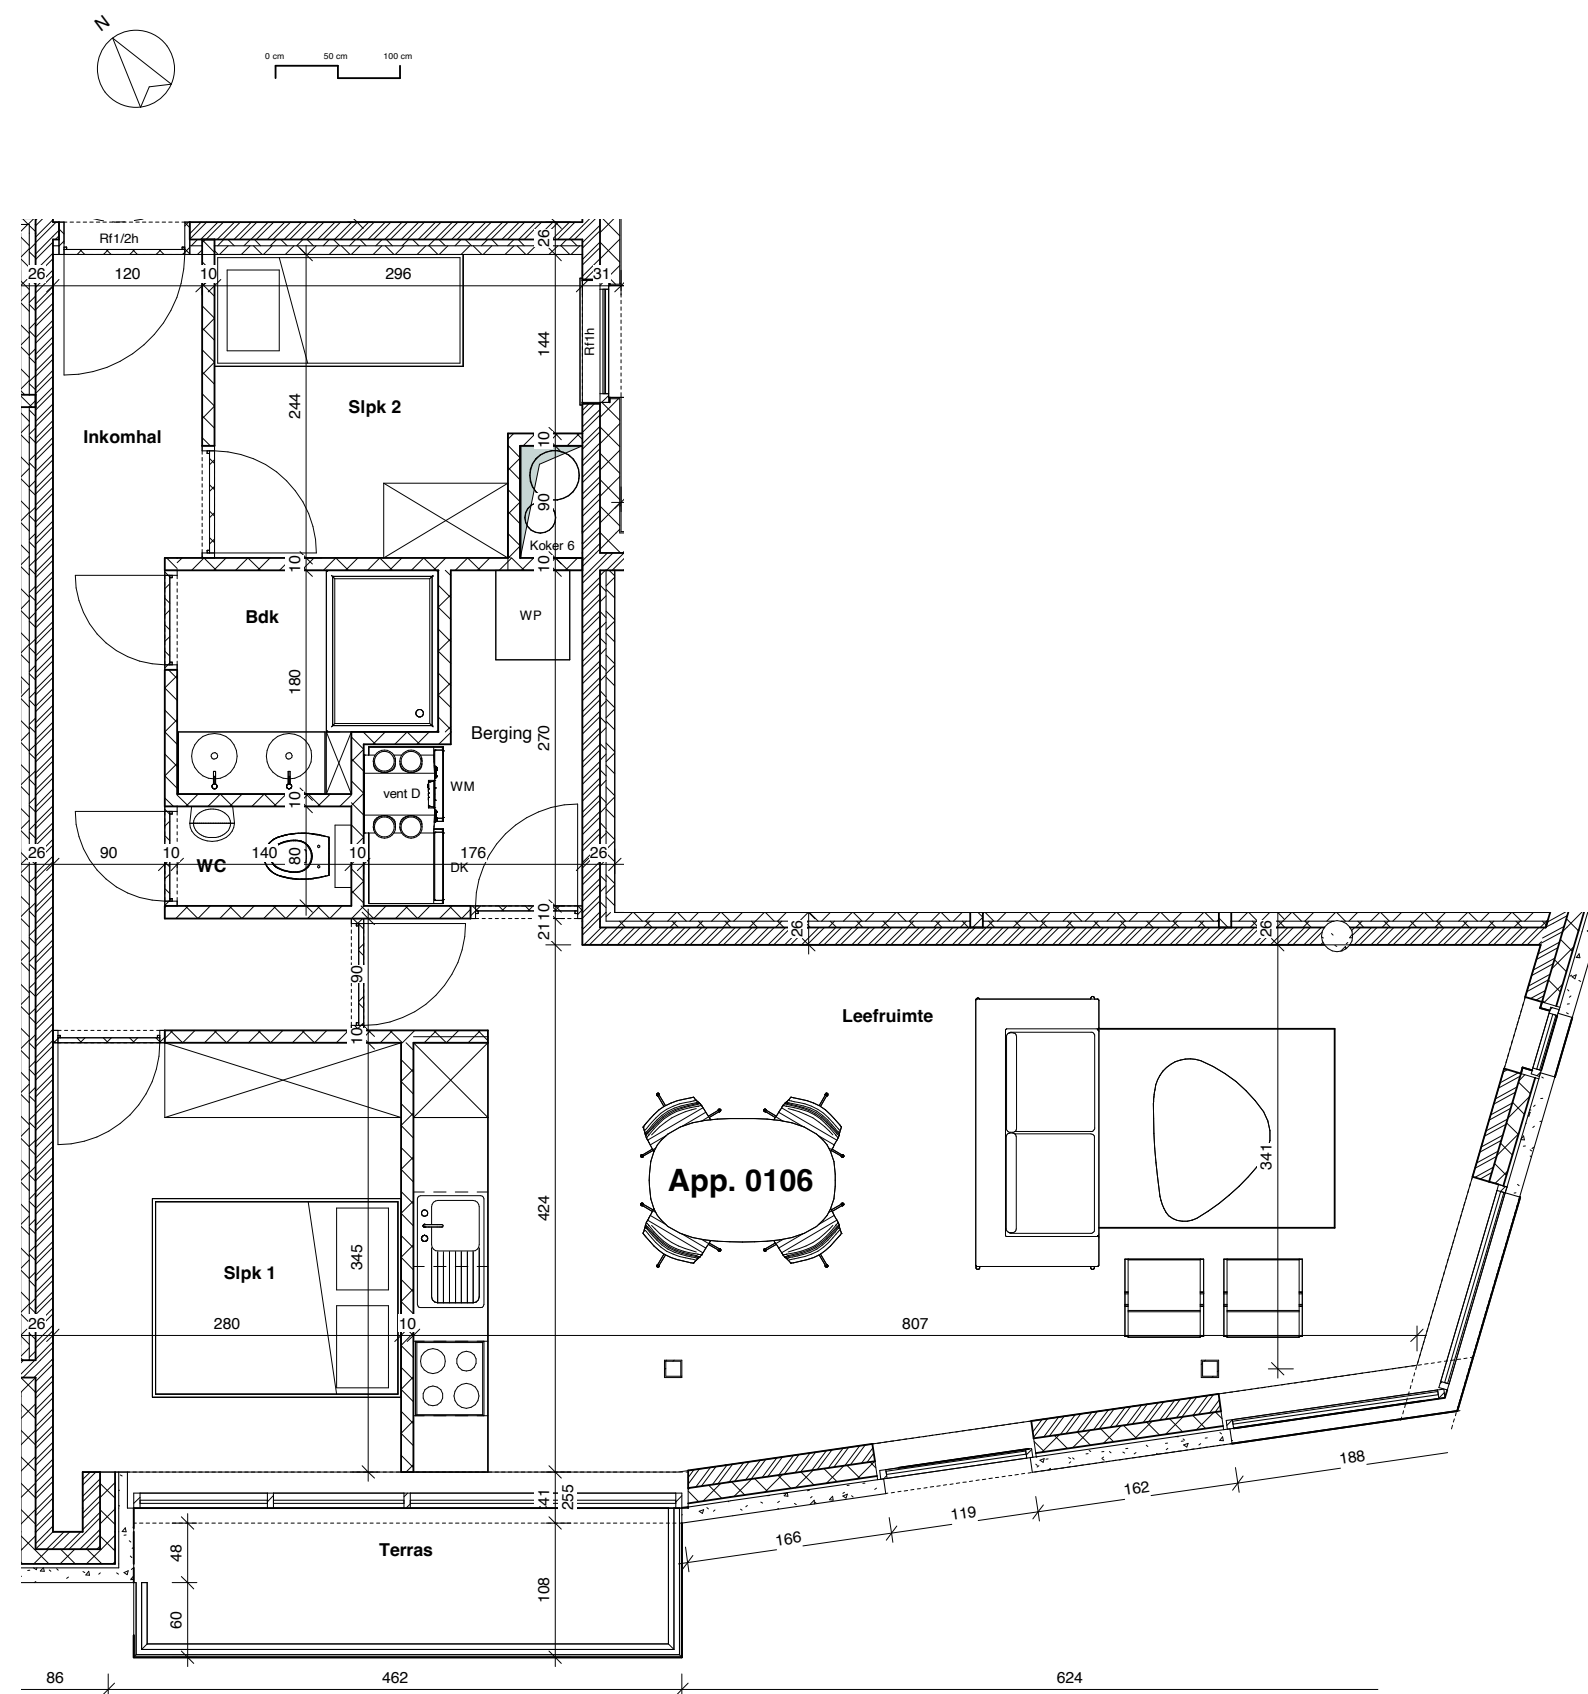 N
0 cm 50 cm 100 cm
Rf1/2h
26
26 120 10 296 31
144
Rf1h
244
Slpk 2
Inkomhal
10
90
Koker 6
10 10
Bdk
WP
180
Berging
270
WM
vent D
10
26 90 10 WC 140 80 10 176 26
DK
10
21
26
26
90
Leefruimte
10
341
App. 0106
424
345
Slpk 1
26 280 10 807
188
41
255
162
119
166
Terras
48
108
60
86 462 624